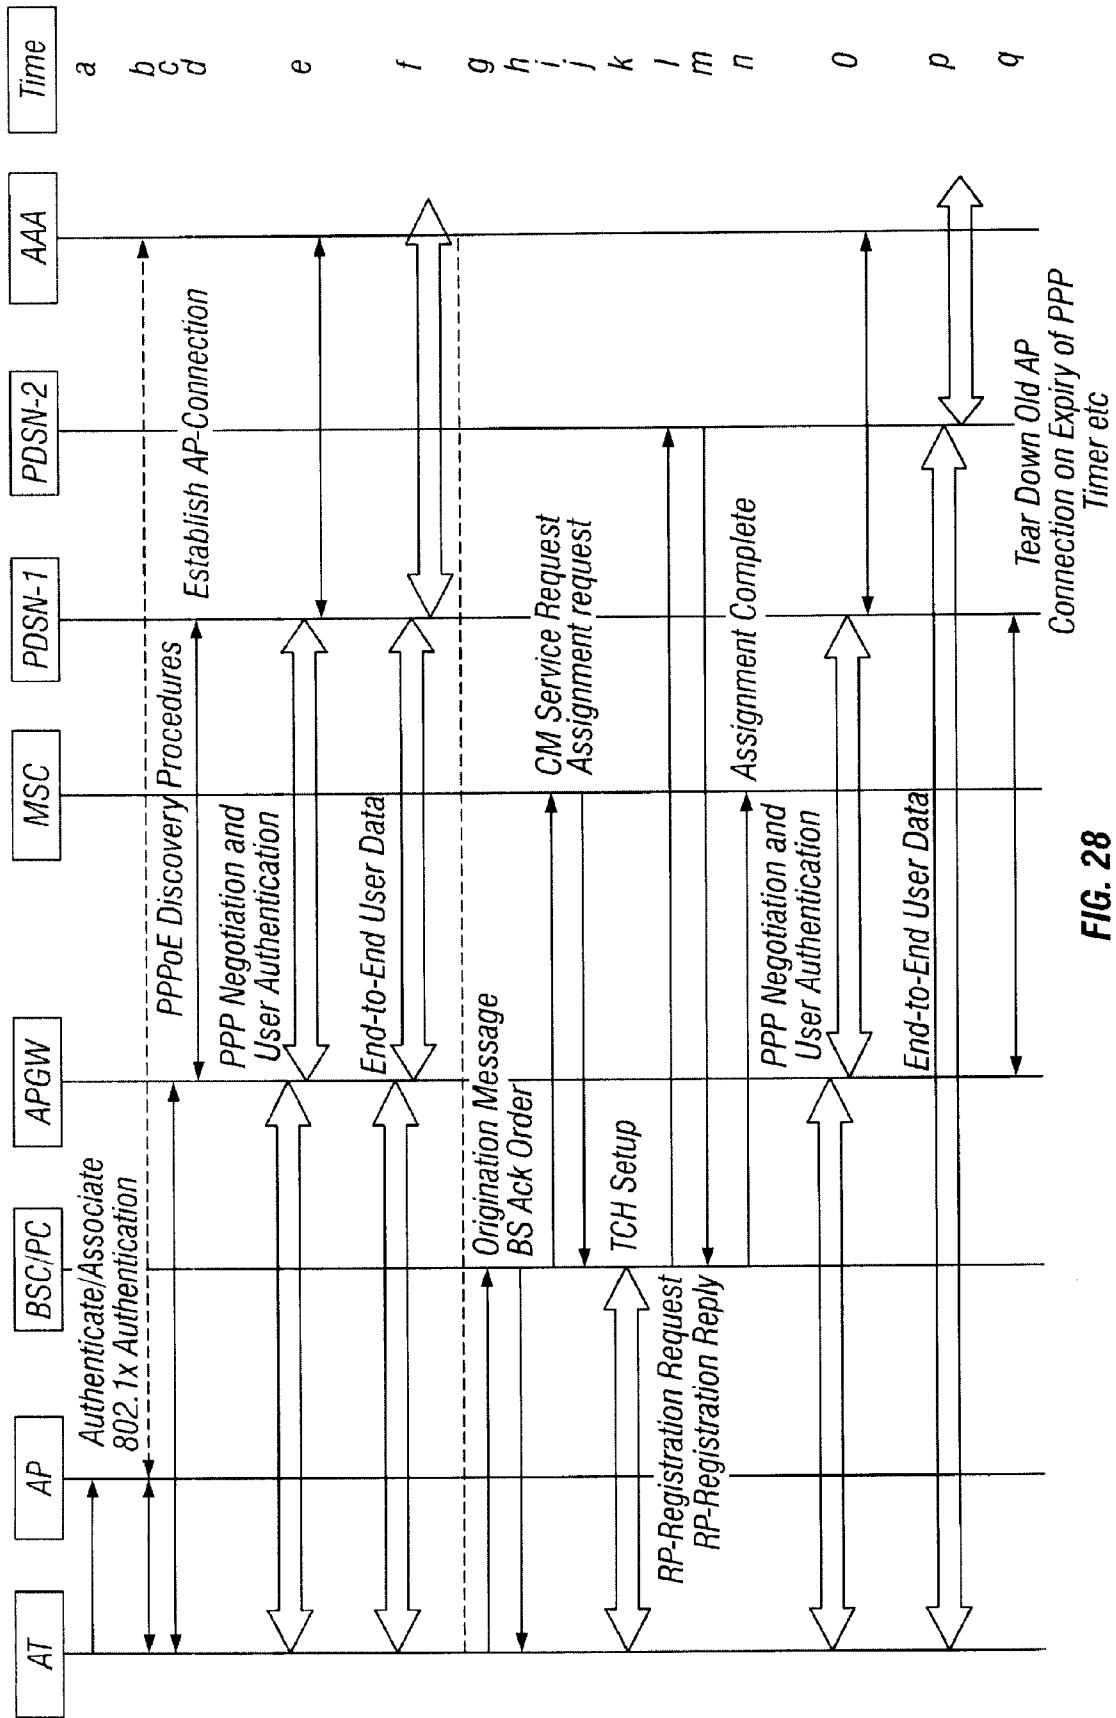 AT
AP
BSC/PC
APGW
MSC
PDSN-1
PDSN-2
AAA
Time
a
b
c
d
e
f
g
h
i
j
k
l
m
n
o
p
q
Authenticate/Associate
802.1x Authentication
PPPoE Discovery Procedures
Establish AP-Connection
PPP Negotiation and
User Authentication
End-to-End User Data
Origination Message
BS Ack Order
CM Service Request
Assignment request
TCH Setup
RP-Registration Request
RP-Registration Reply
Assignment Complete
PPP Negotiation and
User Authentication
End-to-End User Data
Tear Down Old AP
Connection on Expiry of PPP
Timer etc
FIG. 28